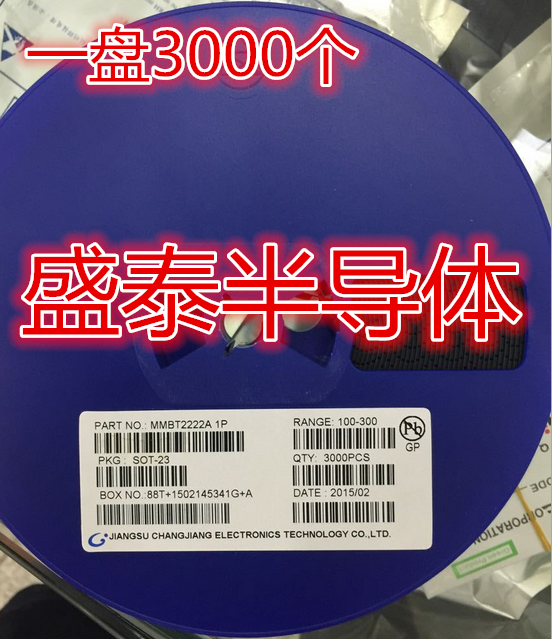 一盘3000个
盛泰半导体
PART NO.: MMBT2222A 1P
RANGE: 100-300
Pb
GP
PKG : SOT-23
QTY: 3000PCS
BOX NO.:88T+1502145341G+A
DATE : 2015/02
JIANGSU CHANGJIANG ELECTRONICS TECHNOLOGY CO.,LTD.
ORPORATION